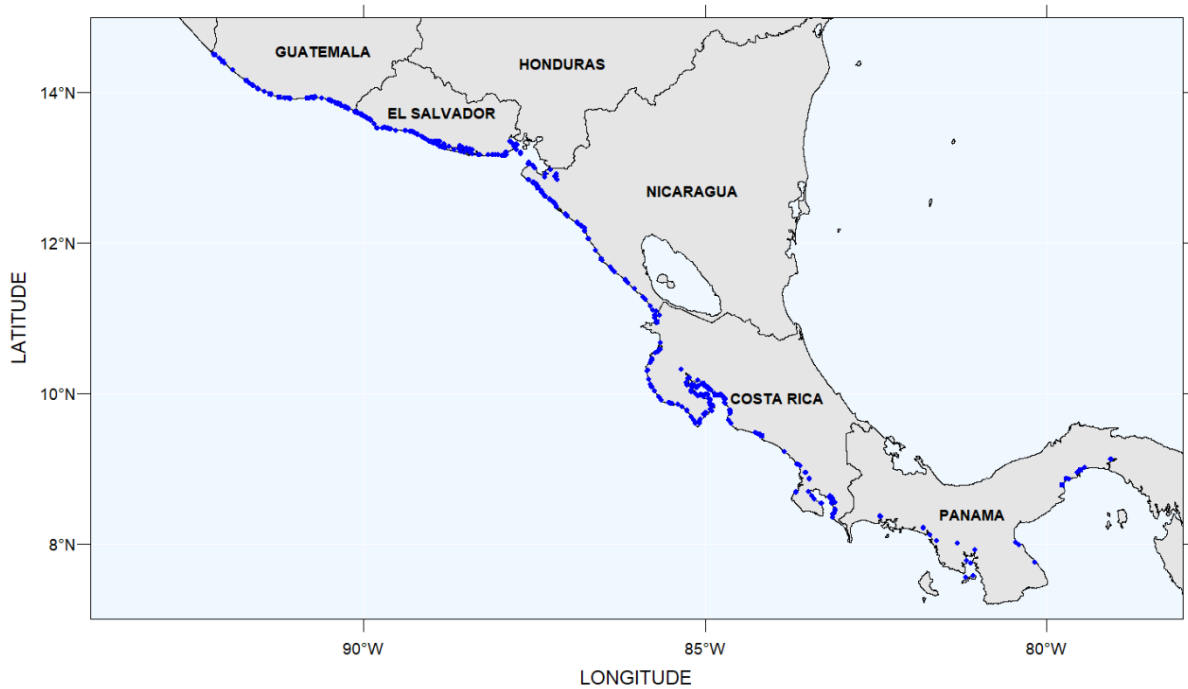 GUATEMALA
HONDURAS
14°N
EL SALVADOR
NICARAGUA
12°N
LATITUDE
10°N
COSTA RICA
PANAMA
8°N
90°W
85°W
80°W
LONGITUDE